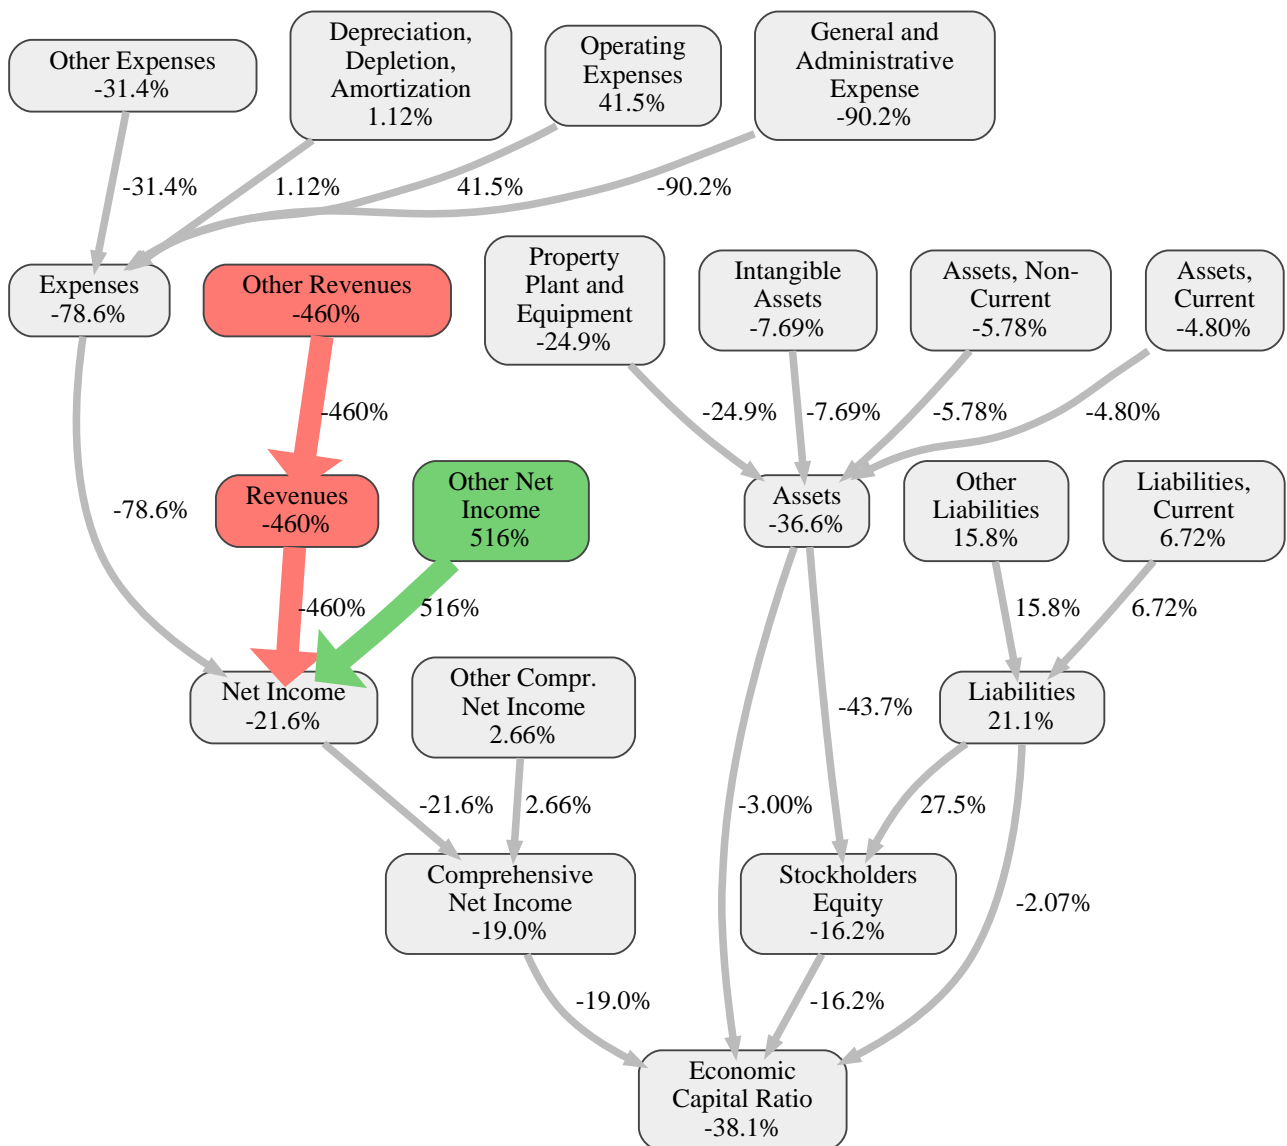 Other Expenses
-31.4%
Depreciation,
Depletion,
Amortization
1.12%
Operating
Expenses
41.5%
General and
Administrative
Expense
-90.2%
-31.4%
1.12%
41.5%
-90.2%
Expenses
-78.6%
Other Revenues
-460%
Property
Plant and
Equipment
-24.9%
Intangible
Assets
-7.69%
Assets, Non-
Current
-5.78%
Assets,
Current
-4.80%
-460%
-24.9%
-7.69%
-5.78%
-4.80%
-78.6%
Revenues
-460%
Other Net
Income
516%
Assets
-36.6%
Other
Liabilities
15.8%
Liabilities,
Current
6.72%
-460%
516%
15.8%
6.72%
Net Income
-21.6%
Other Compr.
Net Income
2.66%
-43.7%
Liabilities
21.1%
-21.6%
2.66%
-3.00%
27.5%
-2.07%
Comprehensive
Net Income
-19.0%
Stockholders
Equity
-16.2%
-19.0%
-16.2%
Economic
Capital Ratio
-38.1%